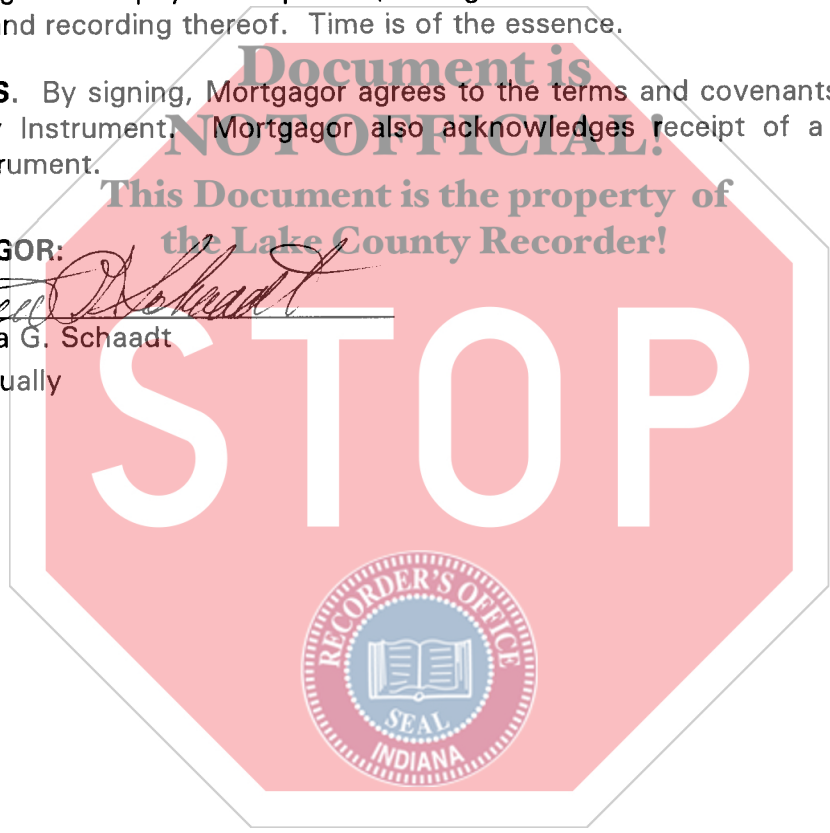 and recording thereof. Time is of the essence.
Document is
S. By signing, Mortgagor agrees to the terms and covenants
Instrument. Mortgagor also acknowledges receipt of a
NOT OFFICIAL!
rument.
This Document is the property of
the Lake County Recorder!
GOR:
a G. Schaadt
ually
STOP
RECORDER'S OFFICE
SEAL
INDIANA